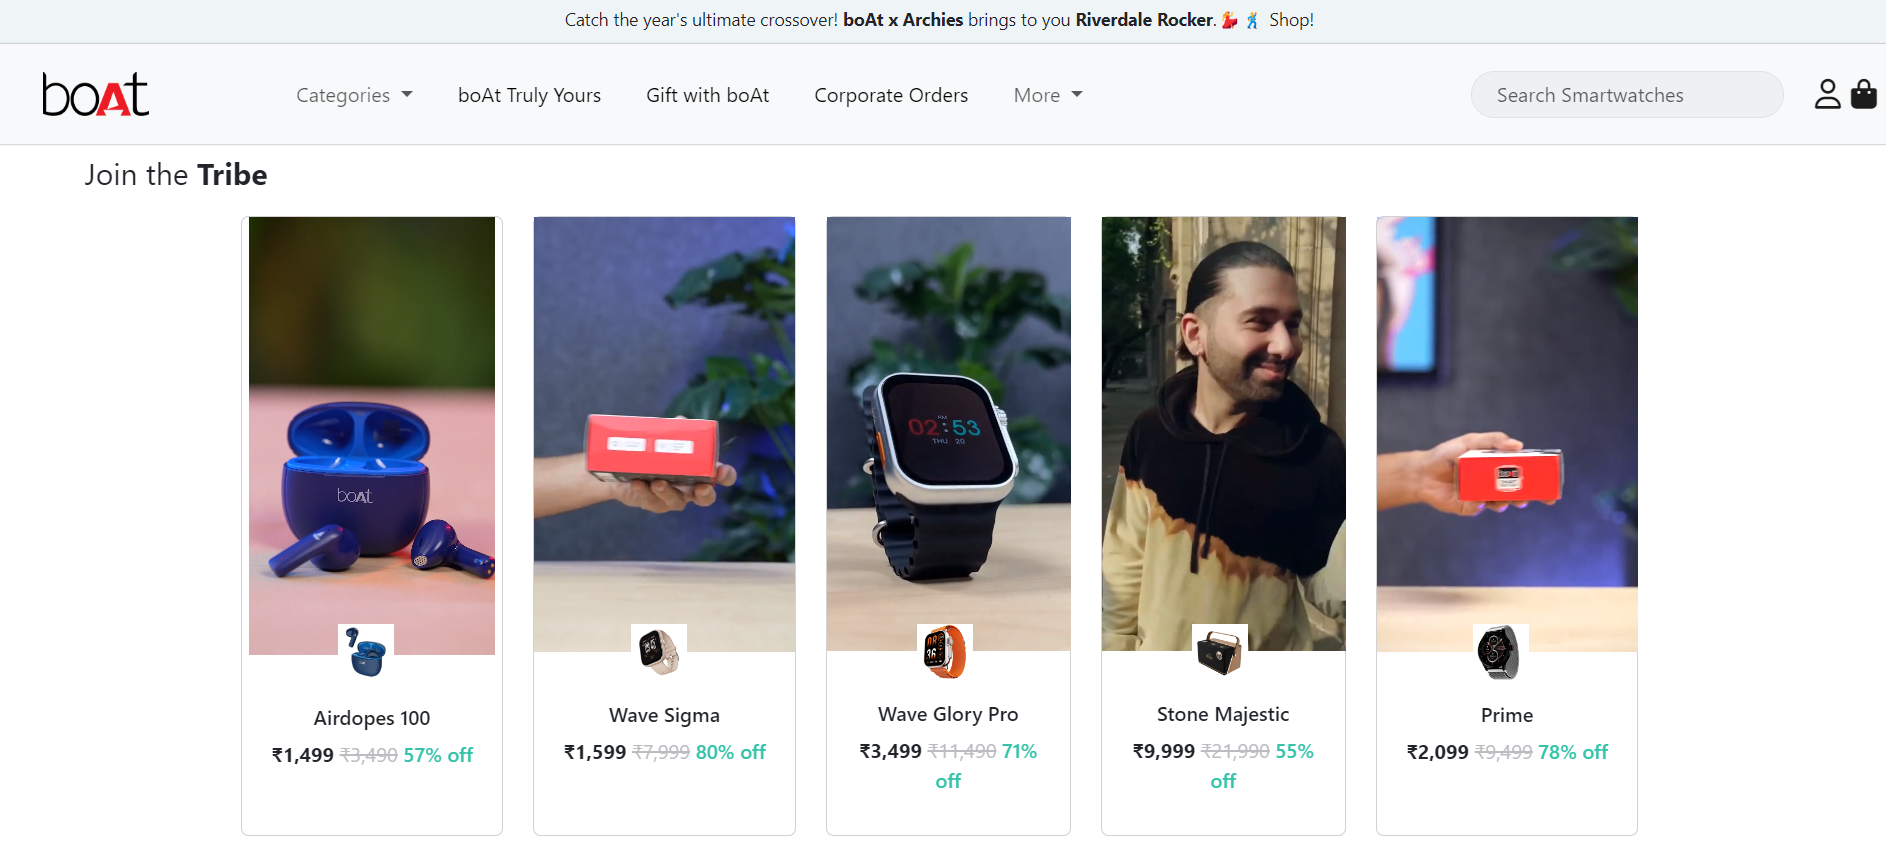 Catch the year's ultimate crossover! boAt x Archies brings to you Riverdale Rocker.💃🕺 Shop!
boAt
Categories
boAt Truly Yours
Gift with boAt
Corporate Orders
More
Search Smartwatches
Join the Tribe
boAt
PM
02:53
THU 20
Airdopes 100
₹1,499 ₹3,490 57% off
Wave Sigma
₹1,599 ₹7,999 80% off
Wave Glory Pro
₹3,499 ₹11,490 71%
off
Stone Majestic
₹9,999 ₹21,990 55%
off
Prime
₹2,099 ₹9,499 78% off